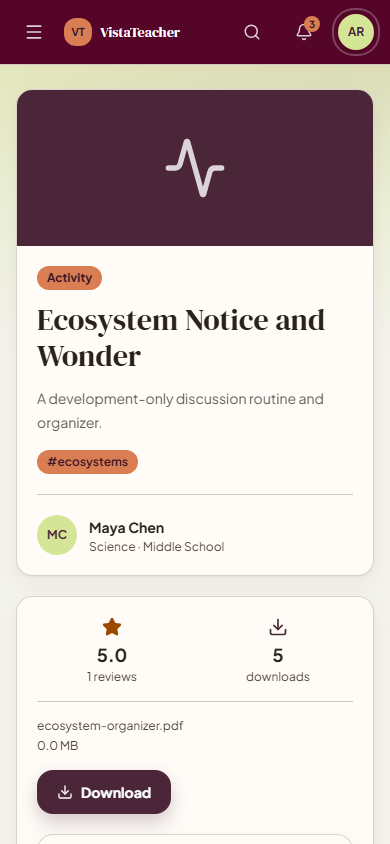 VT VistaTeacher 3 AR
Activity
Ecosystem Notice and
Wonder
A development-only discussion routine and
organizer.
#ecosystems
MC
Maya Chen
Science · Middle School
5.0
1 reviews
5
downloads
ecosystem-organizer.pdf
0.0 MB
Download